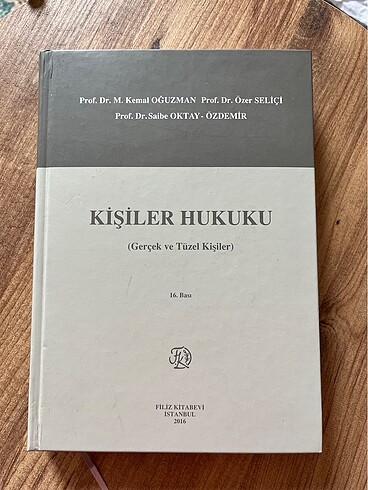 Prof. Dr. M. Kemal OĞUZMAN Prof. Dr. Özer SELİÇİ
Prof. Dr. Saibe OKTAY- ÖZDEMİR
KİŞİLER HUKUKU
(Gerçek ve Tüzel Kişiler)
16. Bası
FK
FİLİZ KİTABEVİ
İSTANBUL
2016